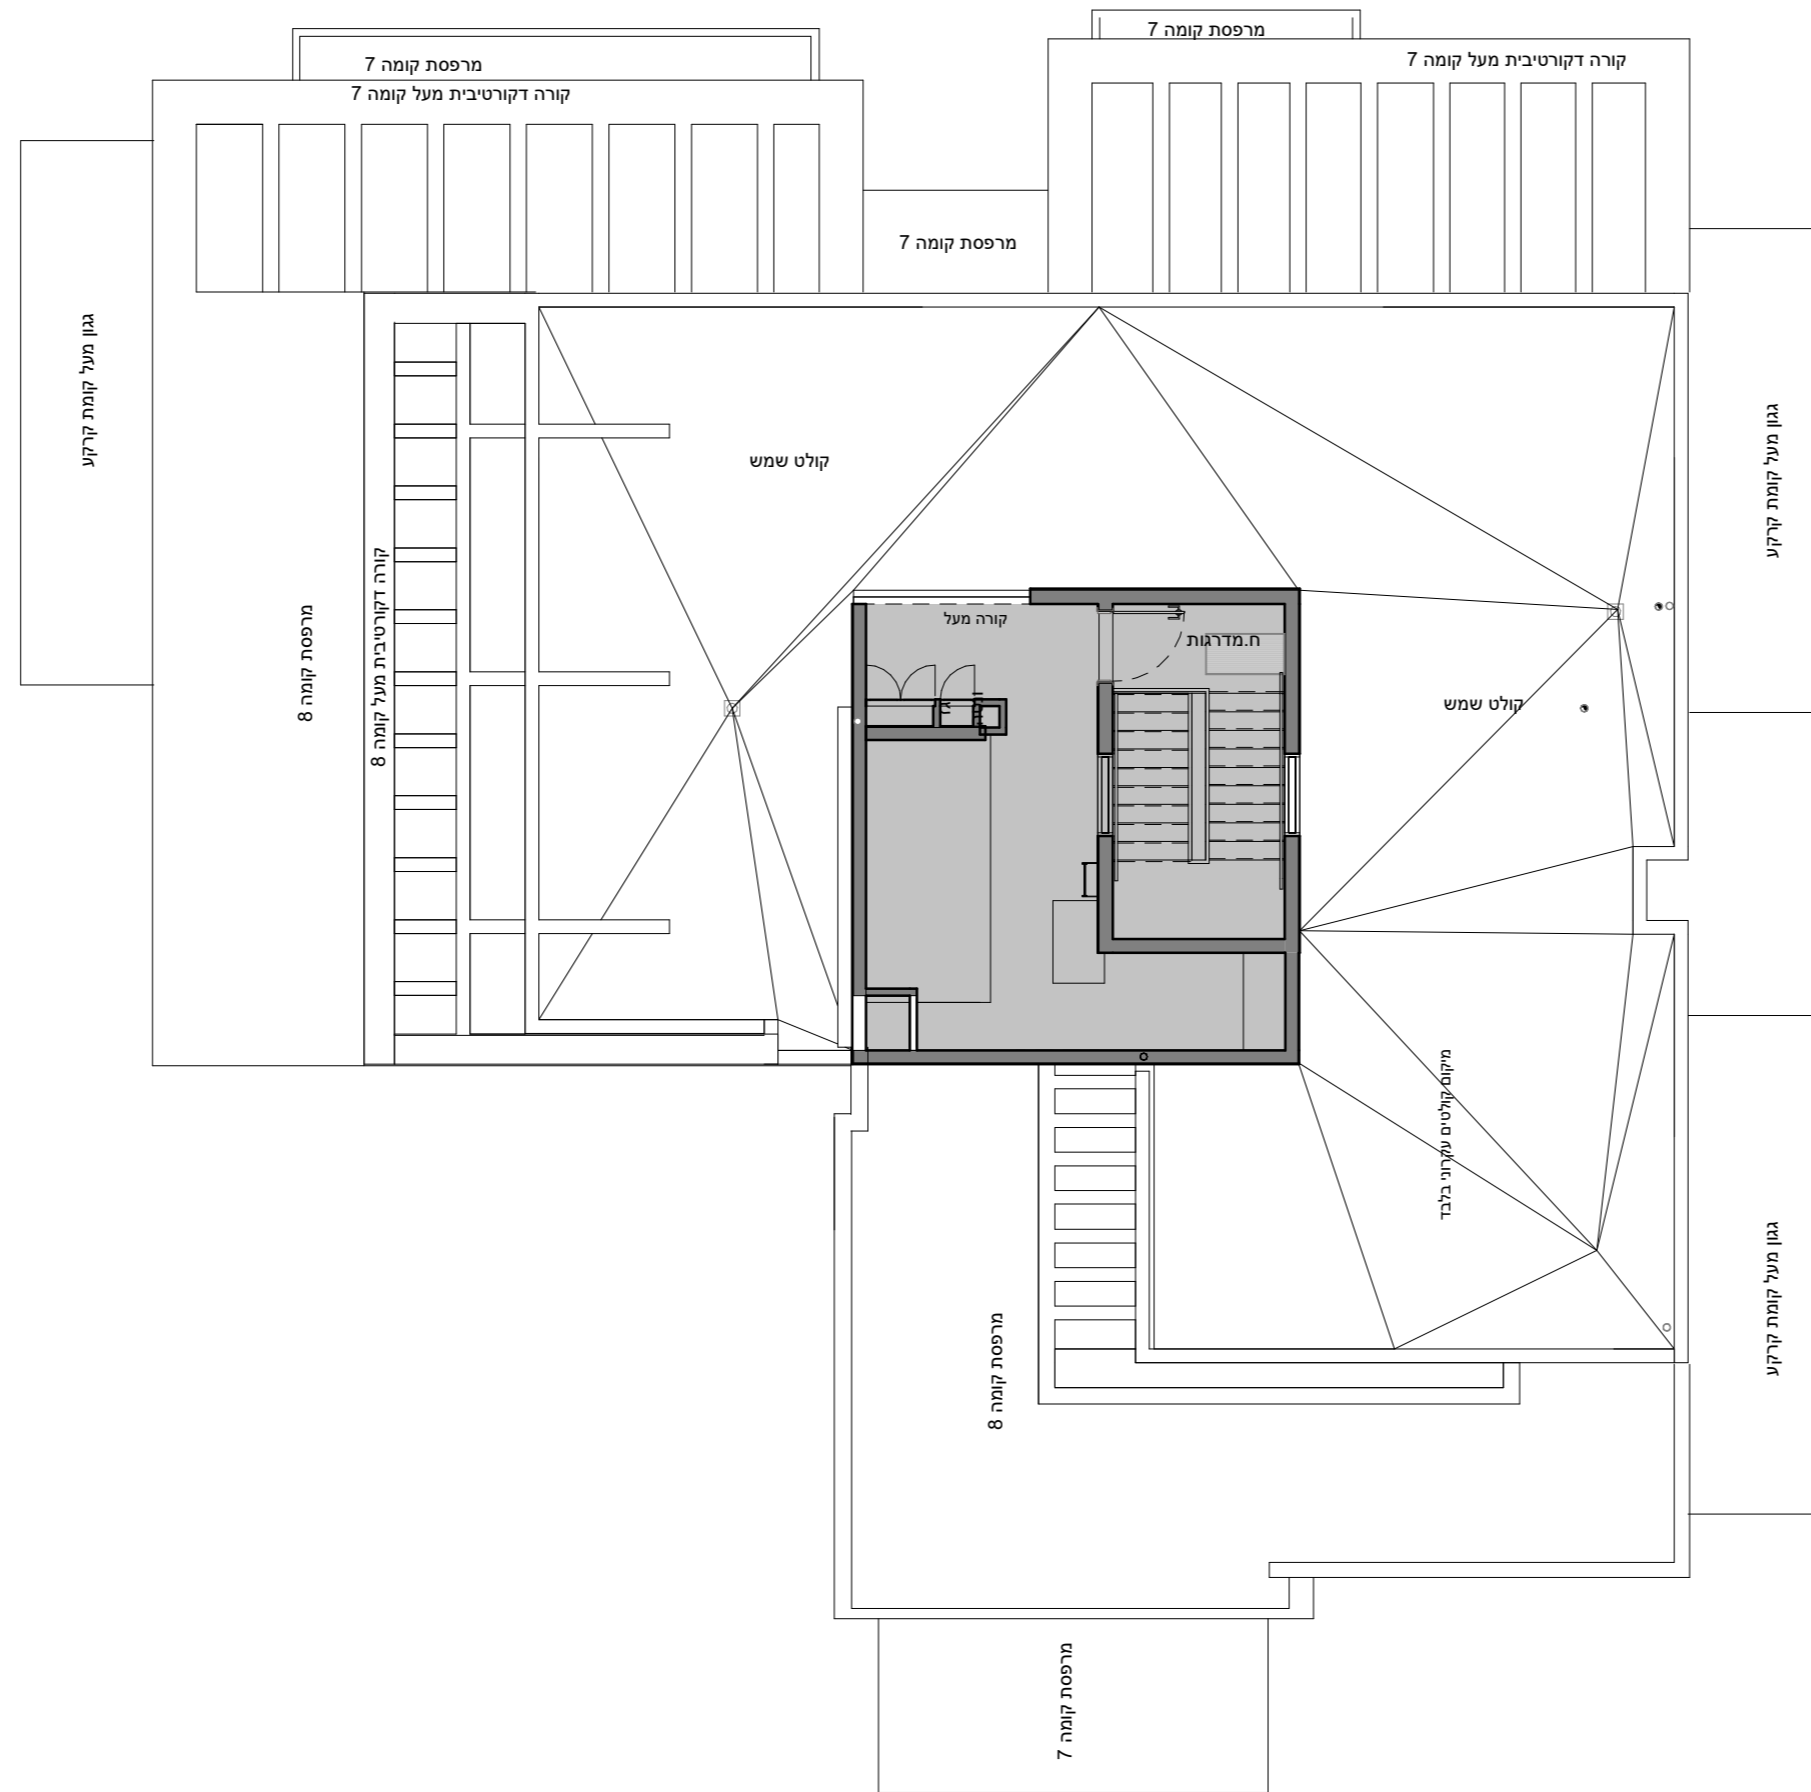 מרפסת קומה 7
קורה דקורטיבית מעל קומה 7
מרפסת קומה 7
קורה דקורטיבית מעל קומה 7
מרפסת קומה 7
גגון מעל קומת קרקע
גגון מעל קומת קרקע
קולט שמש
קורה מעל
ח.מדרגות
קולט שמש
מרפסת קומה 8
קורה דקורטיבית מעל קומה 8
מיקום קולטים עקרוני בלבד
מרפסת קומה 8
גגון מעל קומת קרקע
מרפסת קומה 7